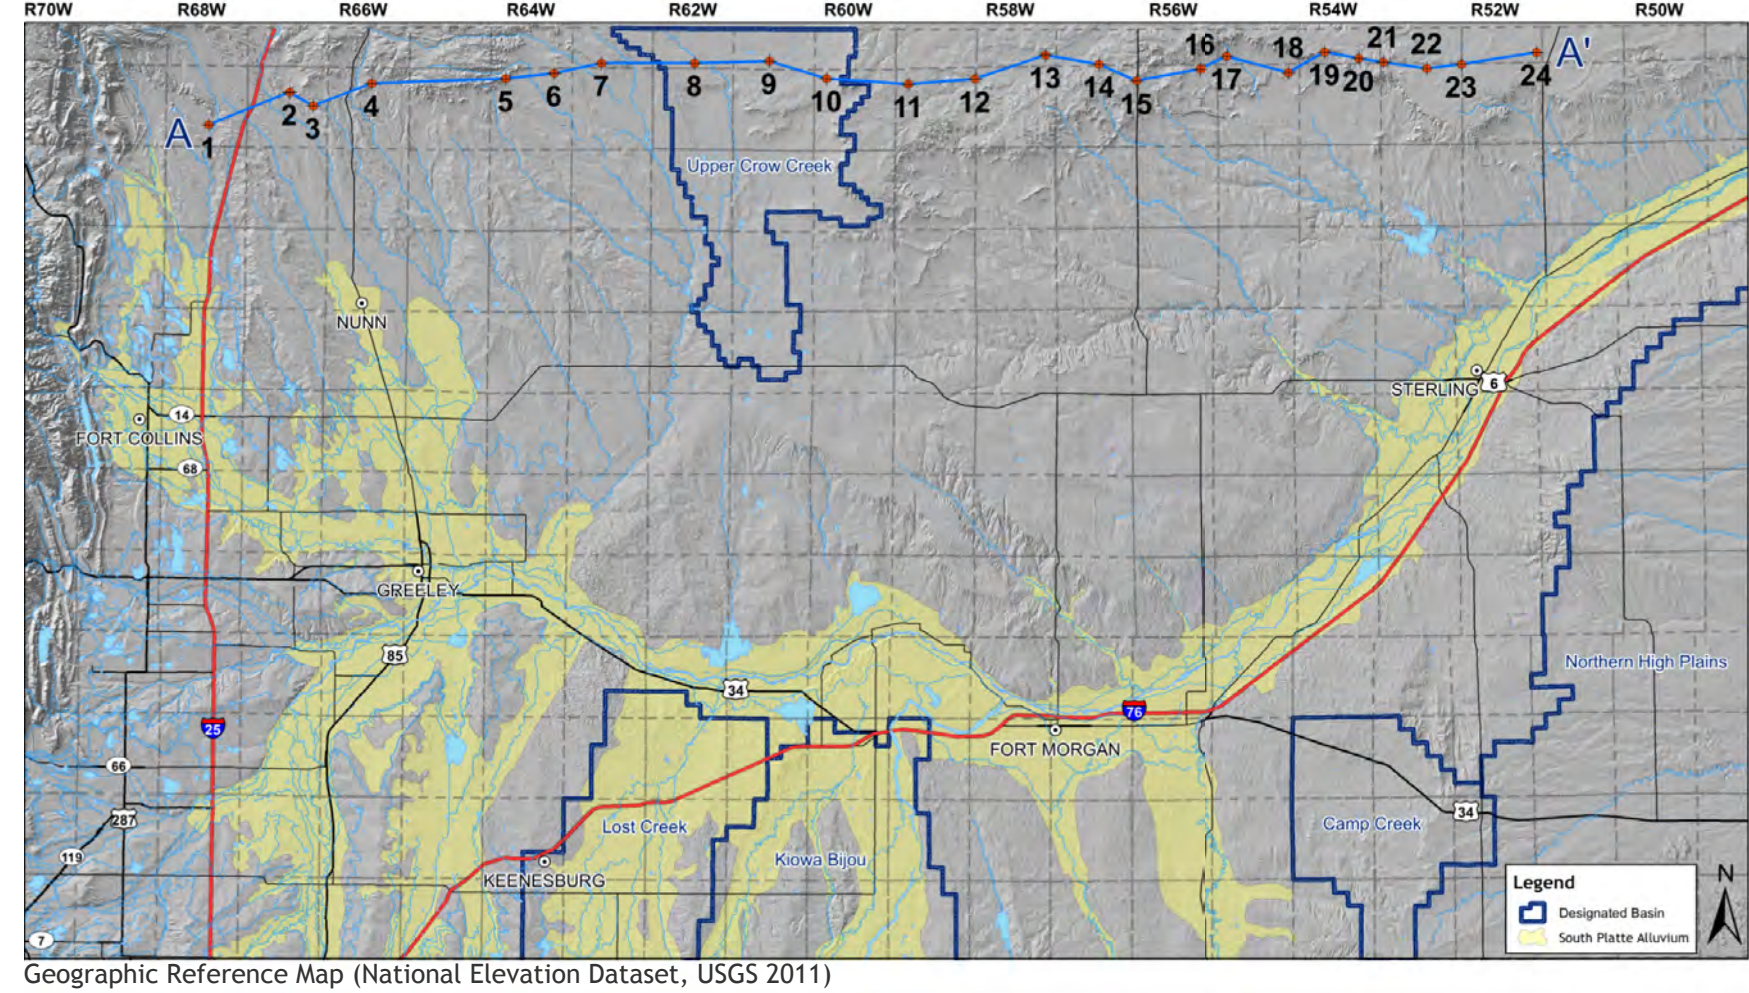 R70W R68W R66W R64W R62W R60W R58W R56W R54W R52W R50W
A 1 2 3 4 5 6 7 8 9 10 11 12 13 14 15 16 17 18 19 20 21 22 23 24 A'
Upper Crow Creek
NUNN
STERLING 6
14
FORT COLLINS
68
GREELEY
85
Northern High Plains
34
25
76
FORT MORGAN
66
287
34
Lost Creek
Camp Creek
119
Kiowa Bijou
KEENESBURG
7
Legend
Designated Basin
South Platte Alluvium
N
Geographic Reference Map (National Elevation Dataset, USGS 2011)